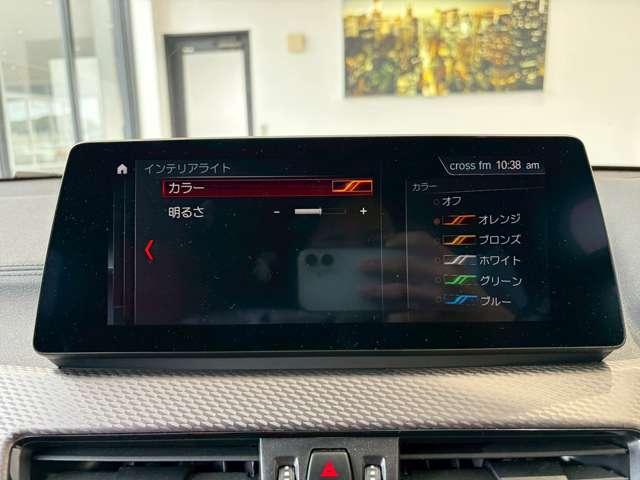 インテリアライト
cross fm 10:38 am
カラー
明るさ - +
カラー
オフ
オレンジ
ブロンズ
ホワイト
グリーン
ブルー